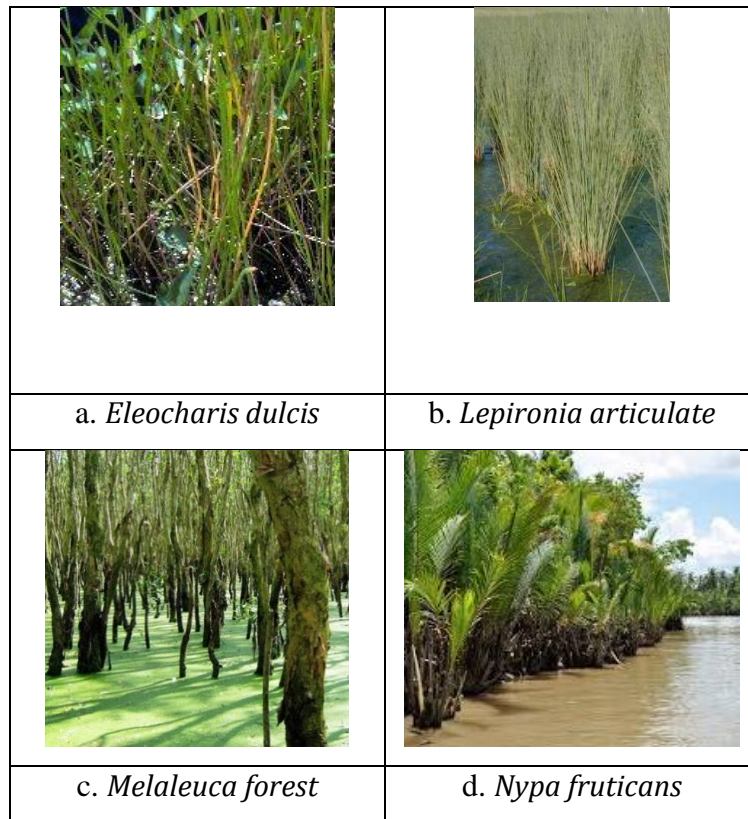 a. Eleocharis dulcis
b. Lepironia articulate
c. Melaleuca forest
d. Nypa fruticans